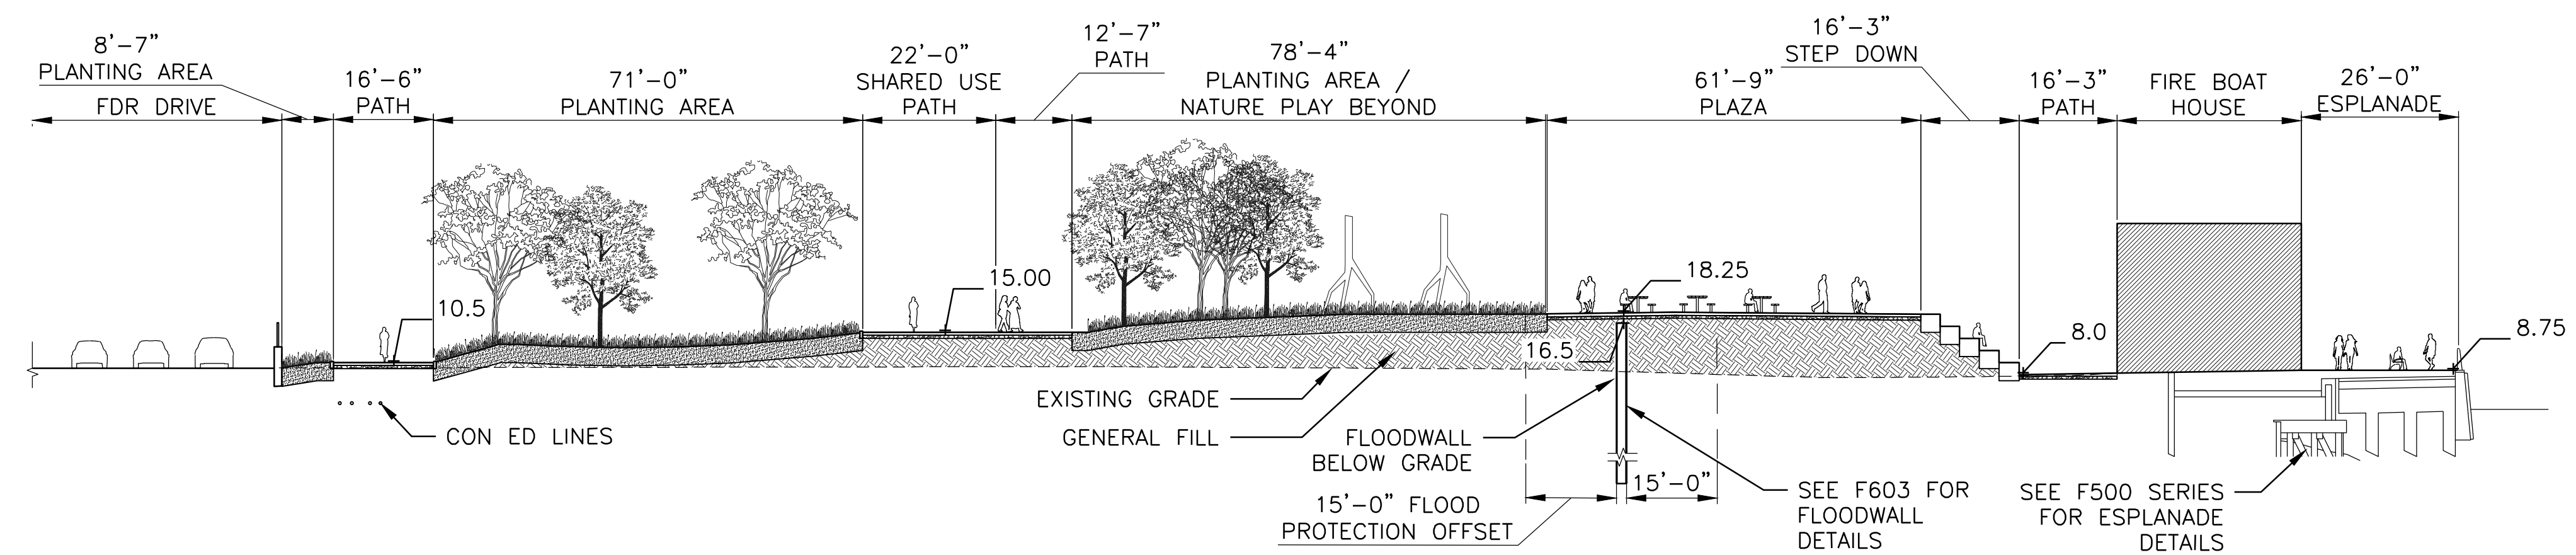 8'-7"
PLANTING AREA
FDR DRIVE
16'-6"
PATH
71'-0"
PLANTING AREA
22'-0"
SHARED USE
PATH
12'-7"
PATH
78'-4"
PLANTING AREA /
NATURE PLAY BEYOND
61'-9"
PLAZA
16'-3"
STEP DOWN
16'-3"
PATH
FIRE BOAT
HOUSE
26'-0"
ESPLANADE
10.5
15.00
18.25
16.5
8.0
8.75
CON ED LINES
EXISTING GRADE
GENERAL FILL
FLOODWALL
BELOW GRADE
15'-0" FLOOD
PROTECTION OFFSET
15'-0"
SEE F603 FOR
FLOODWALL
DETAILS
SEE F500 SERIES
FOR ESPLANADE
DETAILS